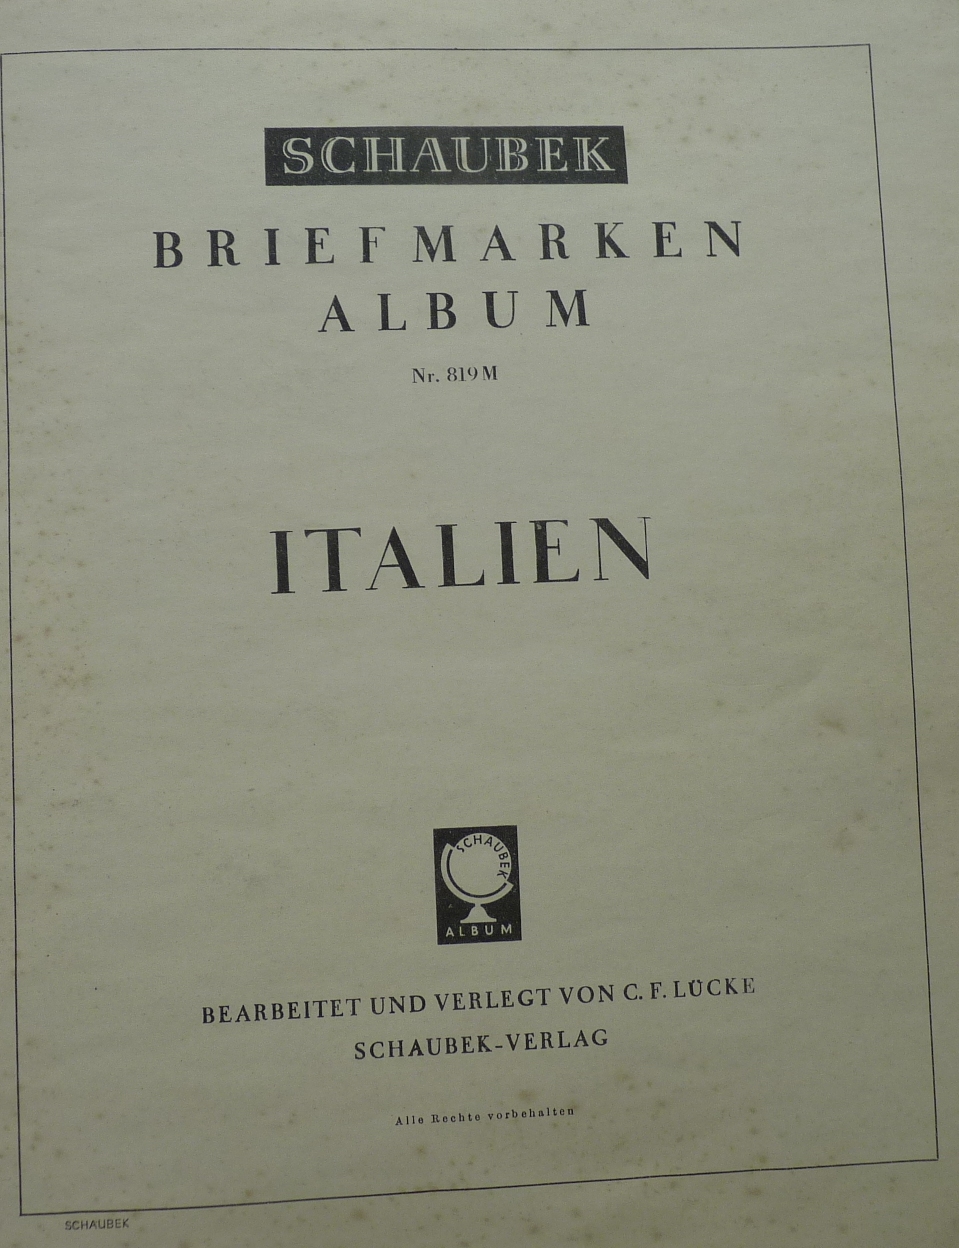 SCHAUBEK
BRIEFMARKEN
ALBUM
Nr. 819 M
ITALIEN
SCHAUBEK
ALBUM
BEARBEITET UND VERLEGT VON C. F. LÜCKE
SCHAUBEK-VERLAG
Alle Rechte vorbehalten
SCHAUBEK